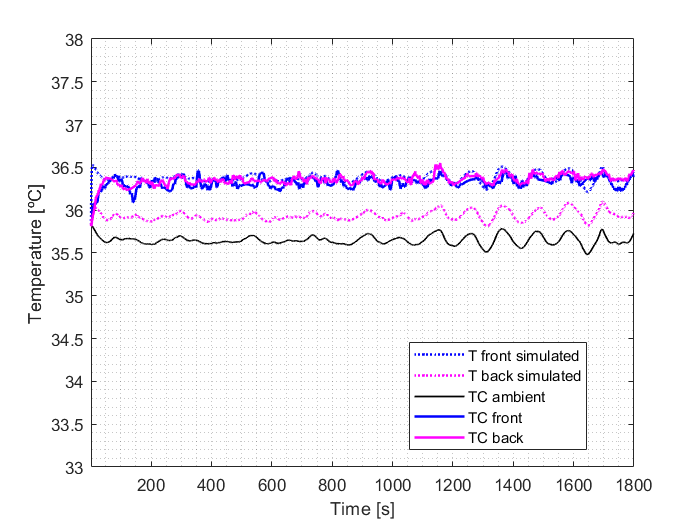 38
37.5
37
36.5
36
35.5
35
34.5
34
33.5
33
Temperature [ºC]
T front simulated
T back simulated
TC ambient
TC front
TC back
200 400 600 800 1000 1200 1400 1600 1800
Time [s]